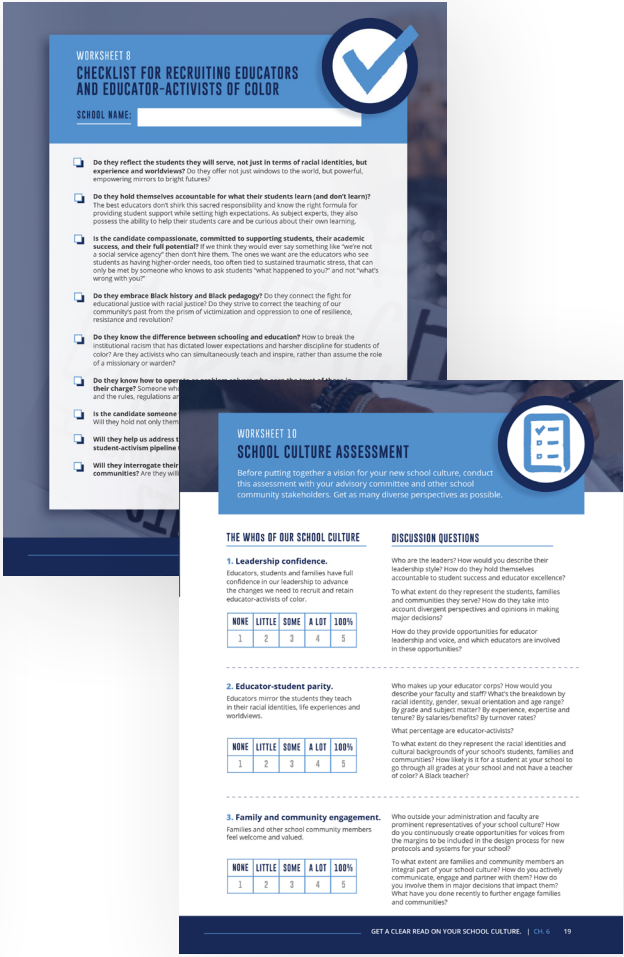 WORKSHEET 8
CHECKLIST FOR RECRUITING EDUCATORS
AND EDUCATOR-ACTIVISTS OF COLOR
SCHOOL NAME:
Do they reflect the students they will serve, not just in terms of racial identities, but
experience and worldviews? Do they offer not just windows to the world, but powerful,
empowering mirrors to bright futures?
Do they hold themselves accountable for what their students learn (and don't learn)?
The best educators don't shirk this sacred responsibility and know the right formula for
providing student support while setting high expectations. As subject experts, they also
possess the ability to help their students care and be curious about their own learning.
Is the candidate compassionate, committed to supporting students, their academic
success, and their full potential? If we think they would ever say something like "we're not
a social service agency" then don't hire them. The ones we want are the educators who see
students as having higher-order needs, too often tied to sustained traumatic stress, that can
only be met by someone who knows to ask students "what happened to you?" and not "what's
wrong with you?"
Do they embrace Black history and Black pedagogy? Do they connect the fight for
educational justice with racial justice? Do they strive to correct the teaching of our
community's past from the prism of victimization and oppression to one of resilience,
resistance and revolution?
Do they know the difference between schooling and education? How to break the
institutional racism that has dictated lower expectations and harsher discipline for students of
color? Are they activists who can simultaneously teach and inspire, rather than assume the role
of a missionary or warden?
Do they know how to
their charge? Someone
and the rules, regulations
Is the candidate someone
Will they hold not only them
Will they help us address
student-activism pipeline
Will they interrogate their
communities? Are they will
WORKSHEET 10
SCHOOL CULTURE ASSESSMENT
Before putting together a vision for your new school culture, conduct
this assessment with your advisory committee and other school
community stakeholders. Get as many diverse perspectives as possible.
THE WHOS OF OUR SCHOOL CULTURE
1. Leadership confidence.
Educators, students and families have full
confidence in our leadership to advance
the changes we need to recruit and retain
educator-activists of color.
NONE LITTLE SOME A LOT 100%
1 2 3 4 5
DISCUSSION QUESTIONS
Who are the leaders? How would you describe their
leadership style? How do they hold themselves
accountable to student success and educator excellence?
To what extent do they represent the students, families
and communities they serve? How do they take into
account divergent perspectives and opinions in making
major decisions?
How do they provide opportunities for educator
leadership and voice, and which educators are involved
in these opportunities?
2. Educator-student parity.
Educators mirror the students they teach
in their racial identities, life experiences and
worldviews.
NONE LITTLE SOME A LOT 100%
1 2 3 4 5
Who makes up your educator corps? How would you
describe your faculty and staff? What's the breakdown by
racial identity, gender, sexual orientation and age range?
By grade and subject matter? By experience, expertise and
tenure? By salaries/benefits? By turnover rates?
What percentage are educator-activists?
To what extent do they represent the racial identities and
cultural backgrounds of your school's students, families and
communities? How likely is it for a student at your school to
go through all grades at your school and not have a teacher
of color? A Black teacher?
3. Family and community engagement.
Families and other school community members
feel welcome and valued.
NONE LITTLE SOME A LOT 100%
1 2 3 4 5
Who outside your administration and faculty are
prominent representatives of your school culture? How
do you continuously create opportunities for voices from
the margins to be included in the design process for new
protocols and systems for your school?
To what extent are families and community members an
integral part of your school culture? How do you actively
communicate, engage and partner with them? How do
you involve them in major decisions that impact them?
What have you done recently to further engage families
and communities?
GET A CLEAR READ ON YOUR SCHOOL CULTURE. | CH. 6 19